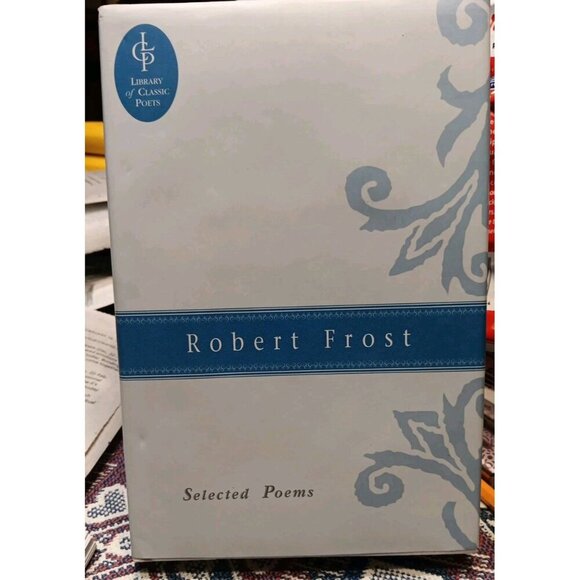 LCP
LIBRARY
of CLASSIC
POETS
Robert Frost
Selected Poems